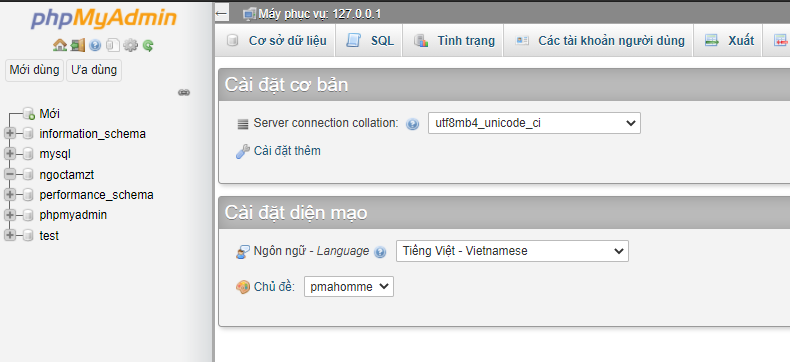 phpMyAdmin
Mới dùng Ưa dùng
Mới
information_schema
mysql
ngoctamzt
performance_schema
phpmyadmin
test
Máy phục vụ: 127.0.0.1
Cơ sở dữ liệu SQL Tình trạng Các tài khoản người dùng Xuất
Cài đặt cơ bản
Server connection collation: utf8mb4_unicode_ci
Cài đặt thêm
Cài đặt diện mạo
Ngôn ngữ - Language Tiếng Việt - Vietnamese
Chủ đề: pmahomme